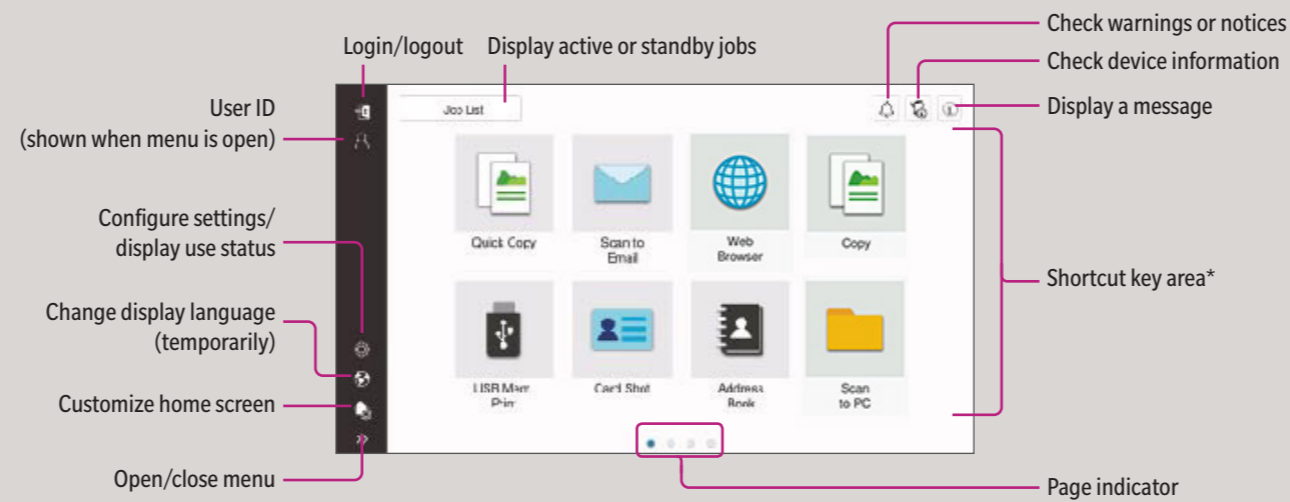 Check warnings or notices
Login/logout
Display active or standby jobs
Check device information
User ID
(shown when menu is open)
Job List
Display a message
Configure settings/
display use status
Quick Copy
Scan to
Email
Web
Browser
Copy
Shortcut key area*
Change display language
(temporarily)
Customize home screen
USB Mem
Print
Card Shot
Address
Book
Scan
to PC
Open/close menu
Page indicator